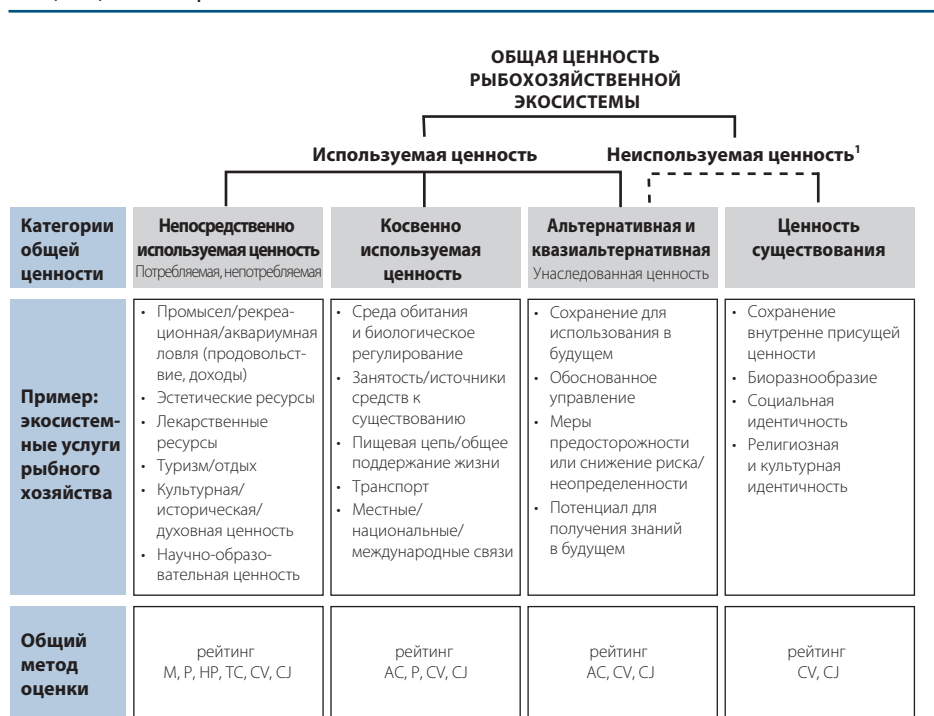 ОБЩАЯ ЦЕННОСТЬ
РЫБОХОЗЯЙСТВЕННОЙ
ЭКОСИСТЕМЫ
Используемая ценность
Неиспользуемая ценность¹
Категории
общей
ценности
Непосредственно
используемая ценность
Потребляемая, непотребляемая
Косвенно
используемая
ценность
Альтернативная и
квазиальтернативная
Унаследованная ценность
Ценность
существования
Пример:
экосистем-
ные услуги
рыбного
хозяйства
• Промысел/рекреа-
ционная/аквариумная
ловля (продовольст-
вие, доходы)
• Эстетические ресурсы
• Лекарственные
ресурсы
• Туризм/отдых
• Культурная/
историческая/
духовная ценность
• Научно-образо-
вательная ценность
• Среда обитания
и биологическое
регулирование
• Занятость/источники
средств к
существованию
• Пищевая цепь/общее
поддержание жизни
• Транспорт
• Местные/
национальные/
международные связи
• Сохранение для
использования в
будущем
• Обоснованное
управление
• Меры
предосторожности
или снижение риска/
неопределенности
• Потенциал для
получения знаний
в будущем
• Сохранение
внутренне присущей
ценности
• Биоразнообразие
• Социальная
идентичность
• Религиозная
и культурная
идентичность
Общий
метод
оценки
рейтинг
M, P, HP, TC, CV, CJ
рейтинг
AC, P, CV, CJ
рейтинг
AC, CV, CJ
рейтинг
CV, CJ